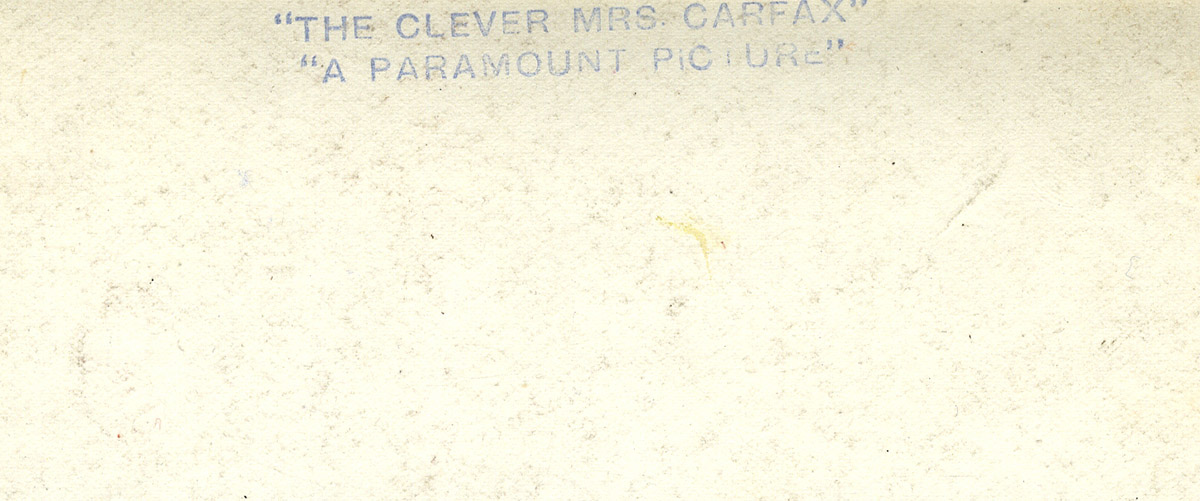 “THE CLEVER MRS. CARFAX”
“A PARAMOUNT PICTURE”